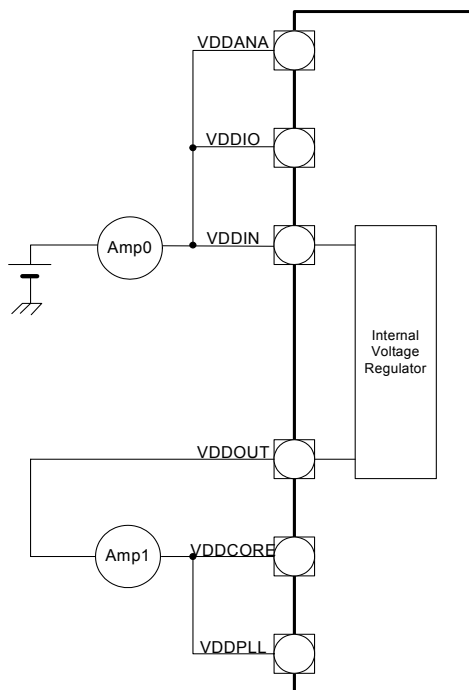 VDDANA
VDDIO
Amp0
VDDIN
Internal
Voltage
Regulator
VDDOUT
Amp1
VDDCORE
VDDPLL